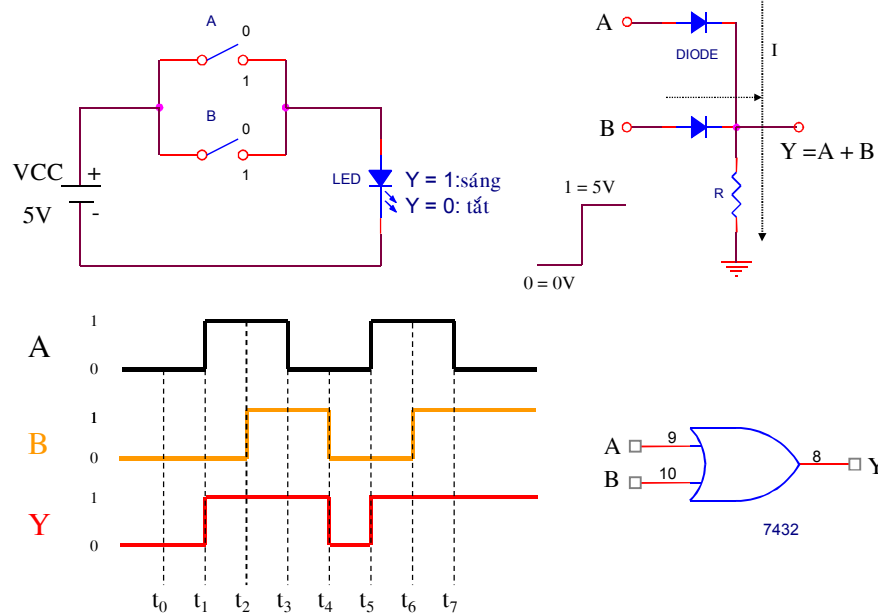 A
0
1
B
0
1
VCC
+
5V
-
LED
Y = 1:sáng
Y = 0: tắt
A
DIODE
I
B
Y =A + B
R
1 = 5V
0 = 0V
A
1
0
B
1
0
Y
1
0
t0 t1 t2 t3 t4 t5 t6 t7
A
9
B
10
8
Y
7432